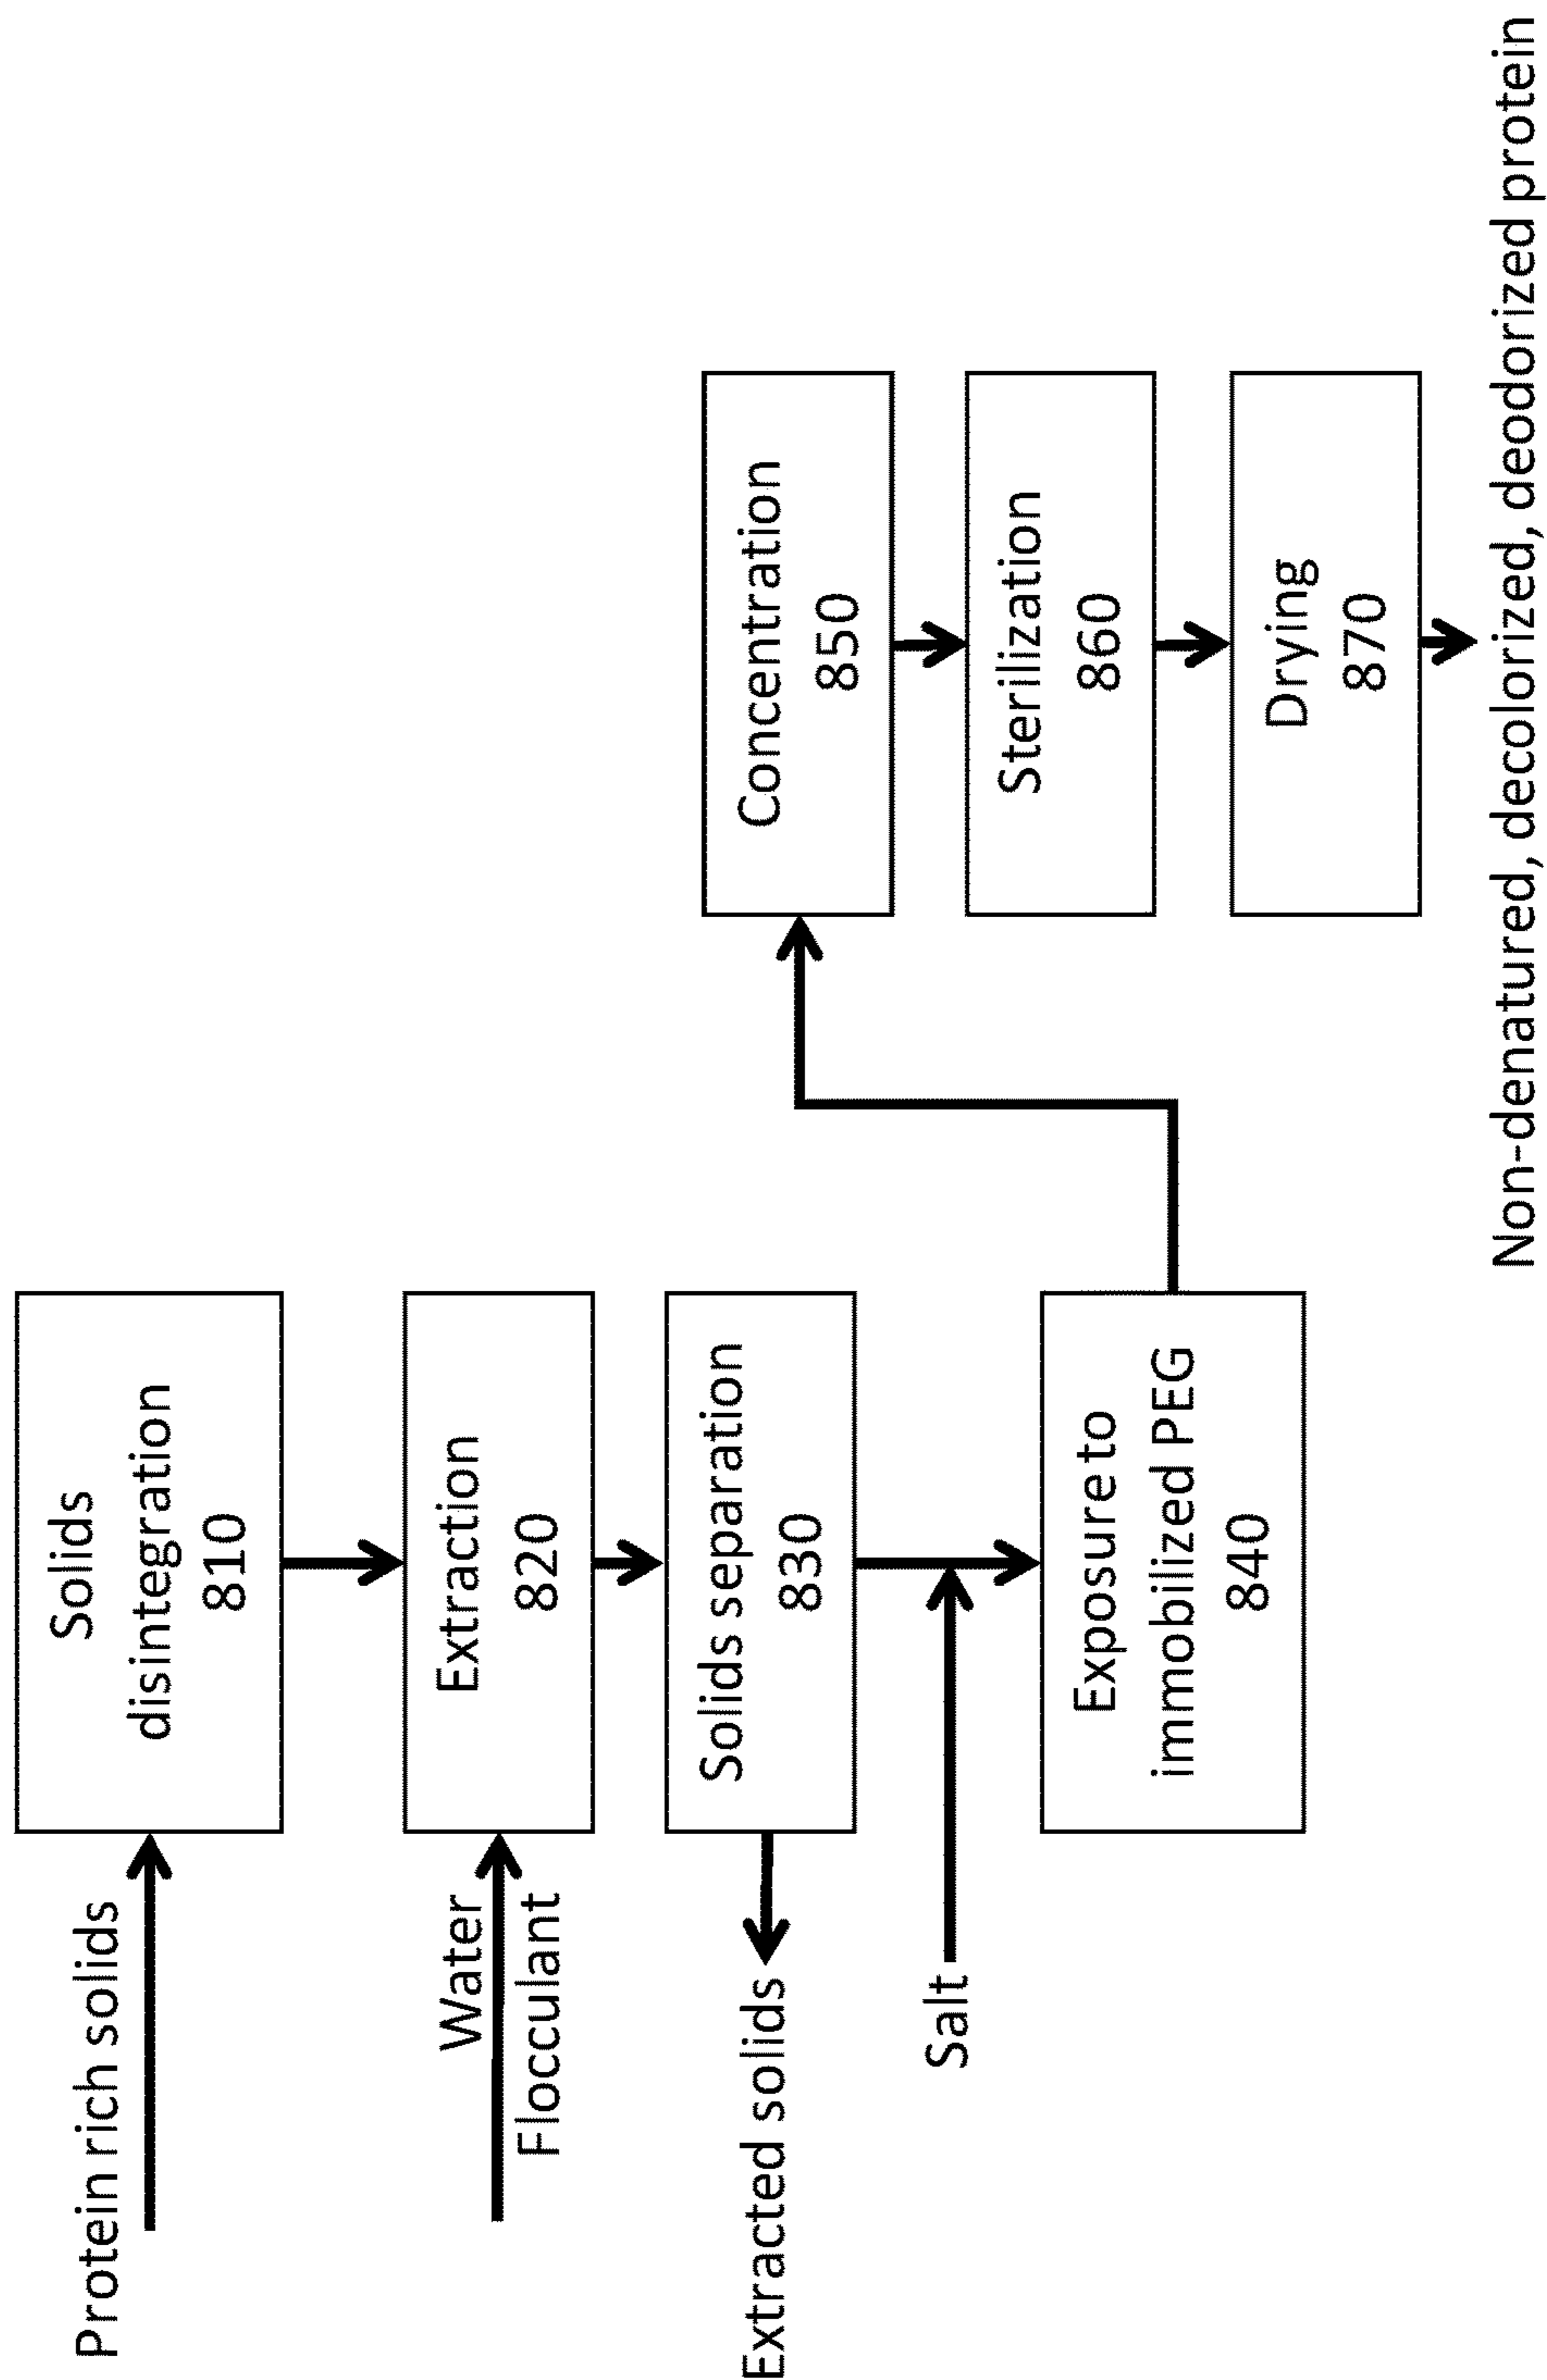 Protein rich solids
Solids
disintegration
810
Water
Flocculant
Extraction
820
Extracted solids
Solids separation
830
Salt
Exposure to
immobilized PEG
840
Concentration
850
Sterilization
860
Drying
870
Non-denatured, decolorized, deodorized protein